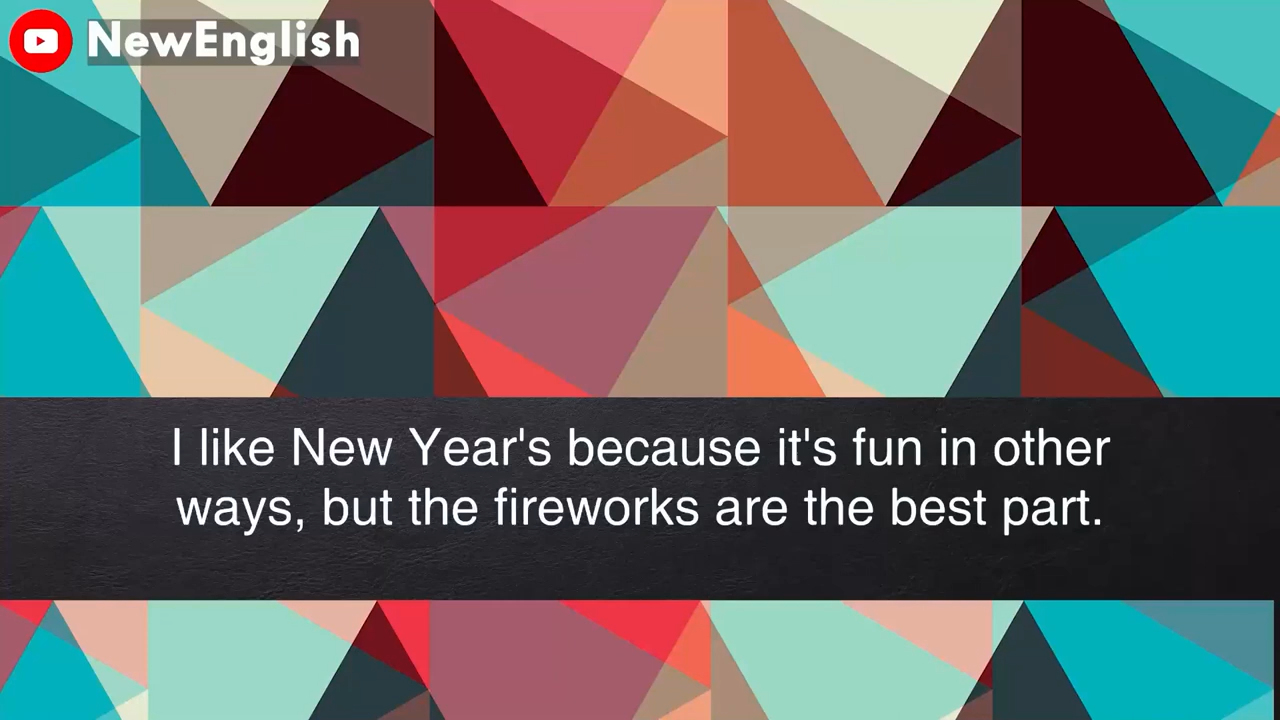 NewEnglish
I like New Year's because it's fun in other
ways, but the fireworks are the best part.